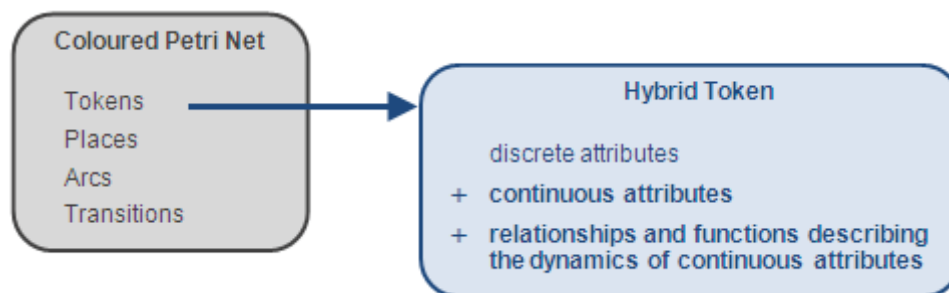 Coloured Petri Net
Tokens
Places
Arcs
Transitions
Hybrid Token
discrete attributes
+ continuous attributes
+ relationships and functions describing
the dynamics of continuous attributes